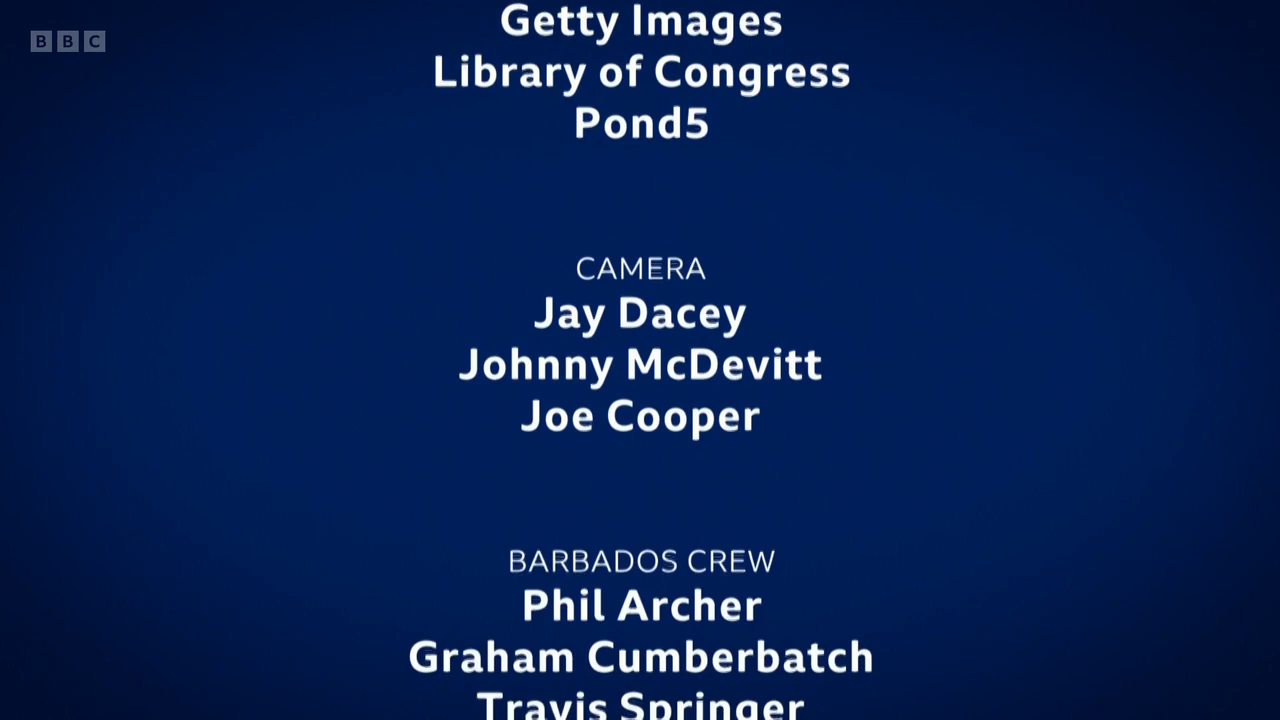 BBC
Getty Images
Library of Congress
Pond5
CAMERA
Jay Dacey
Johnny McDevitt
Joe Cooper
BARBADOS CREW
Phil Archer
Graham Cumberbatch
Travis Springer